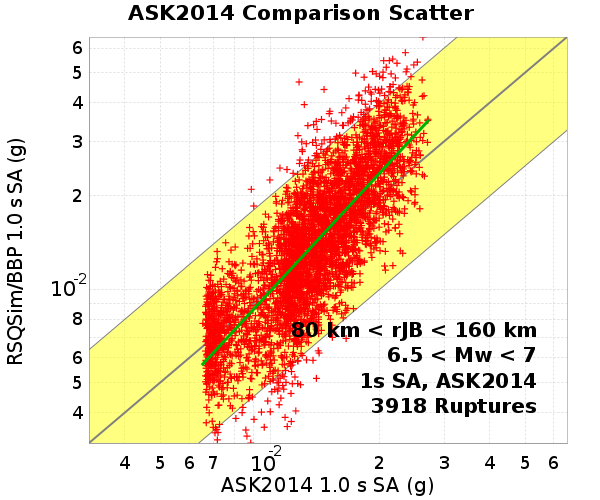 ASK2014 Comparison Scatter
RSQSim/BBP 1.0 s SA (g)
6
5
4
3
2
10-2
8
6
5
4
80 km < rJB < 160 km
6.5 < Mw < 7
1s SA, ASK2014
3918 Ruptures
4 5 6 7 10-2 2 3 4 5 6
ASK2014 1.0 s SA (g)